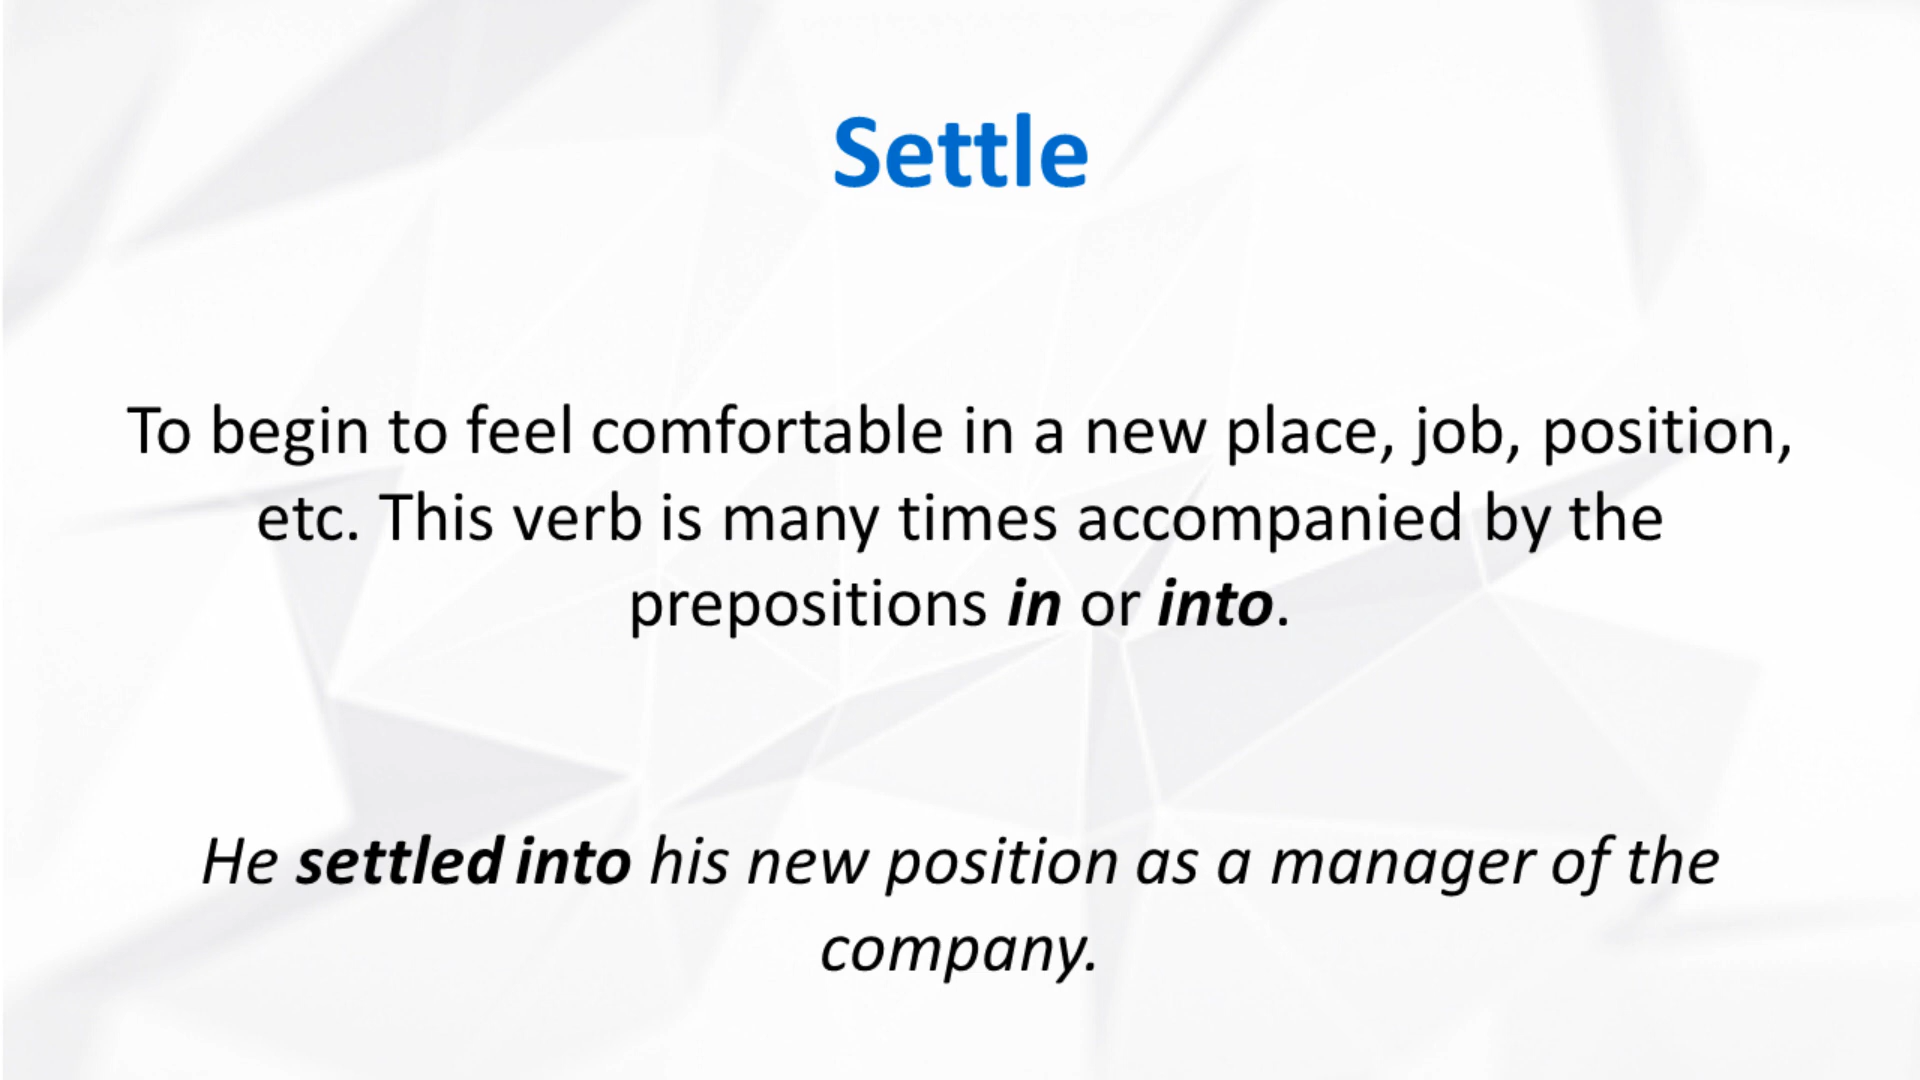 Settle
To begin to feel comfortable in a new place, job, position,
etc. This verb is many times accompanied by the
prepositions in or into.
He settled into his new position as a manager of the
company.